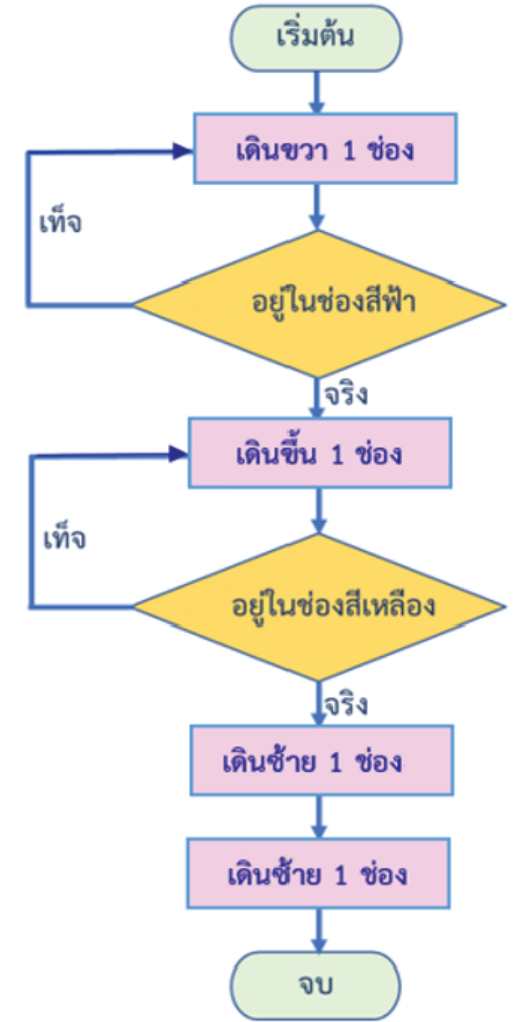 เริ่มต้น
เดินขวา 1 ช่อง
เท็จ
อยู่ในช่องสีฟ้า
จริง
เดินขึ้น 1 ช่อง
เท็จ
อยู่ในช่องสีเหลือง
จริง
เดินซ้าย 1 ช่อง
เดินซ้าย 1 ช่อง
จบ